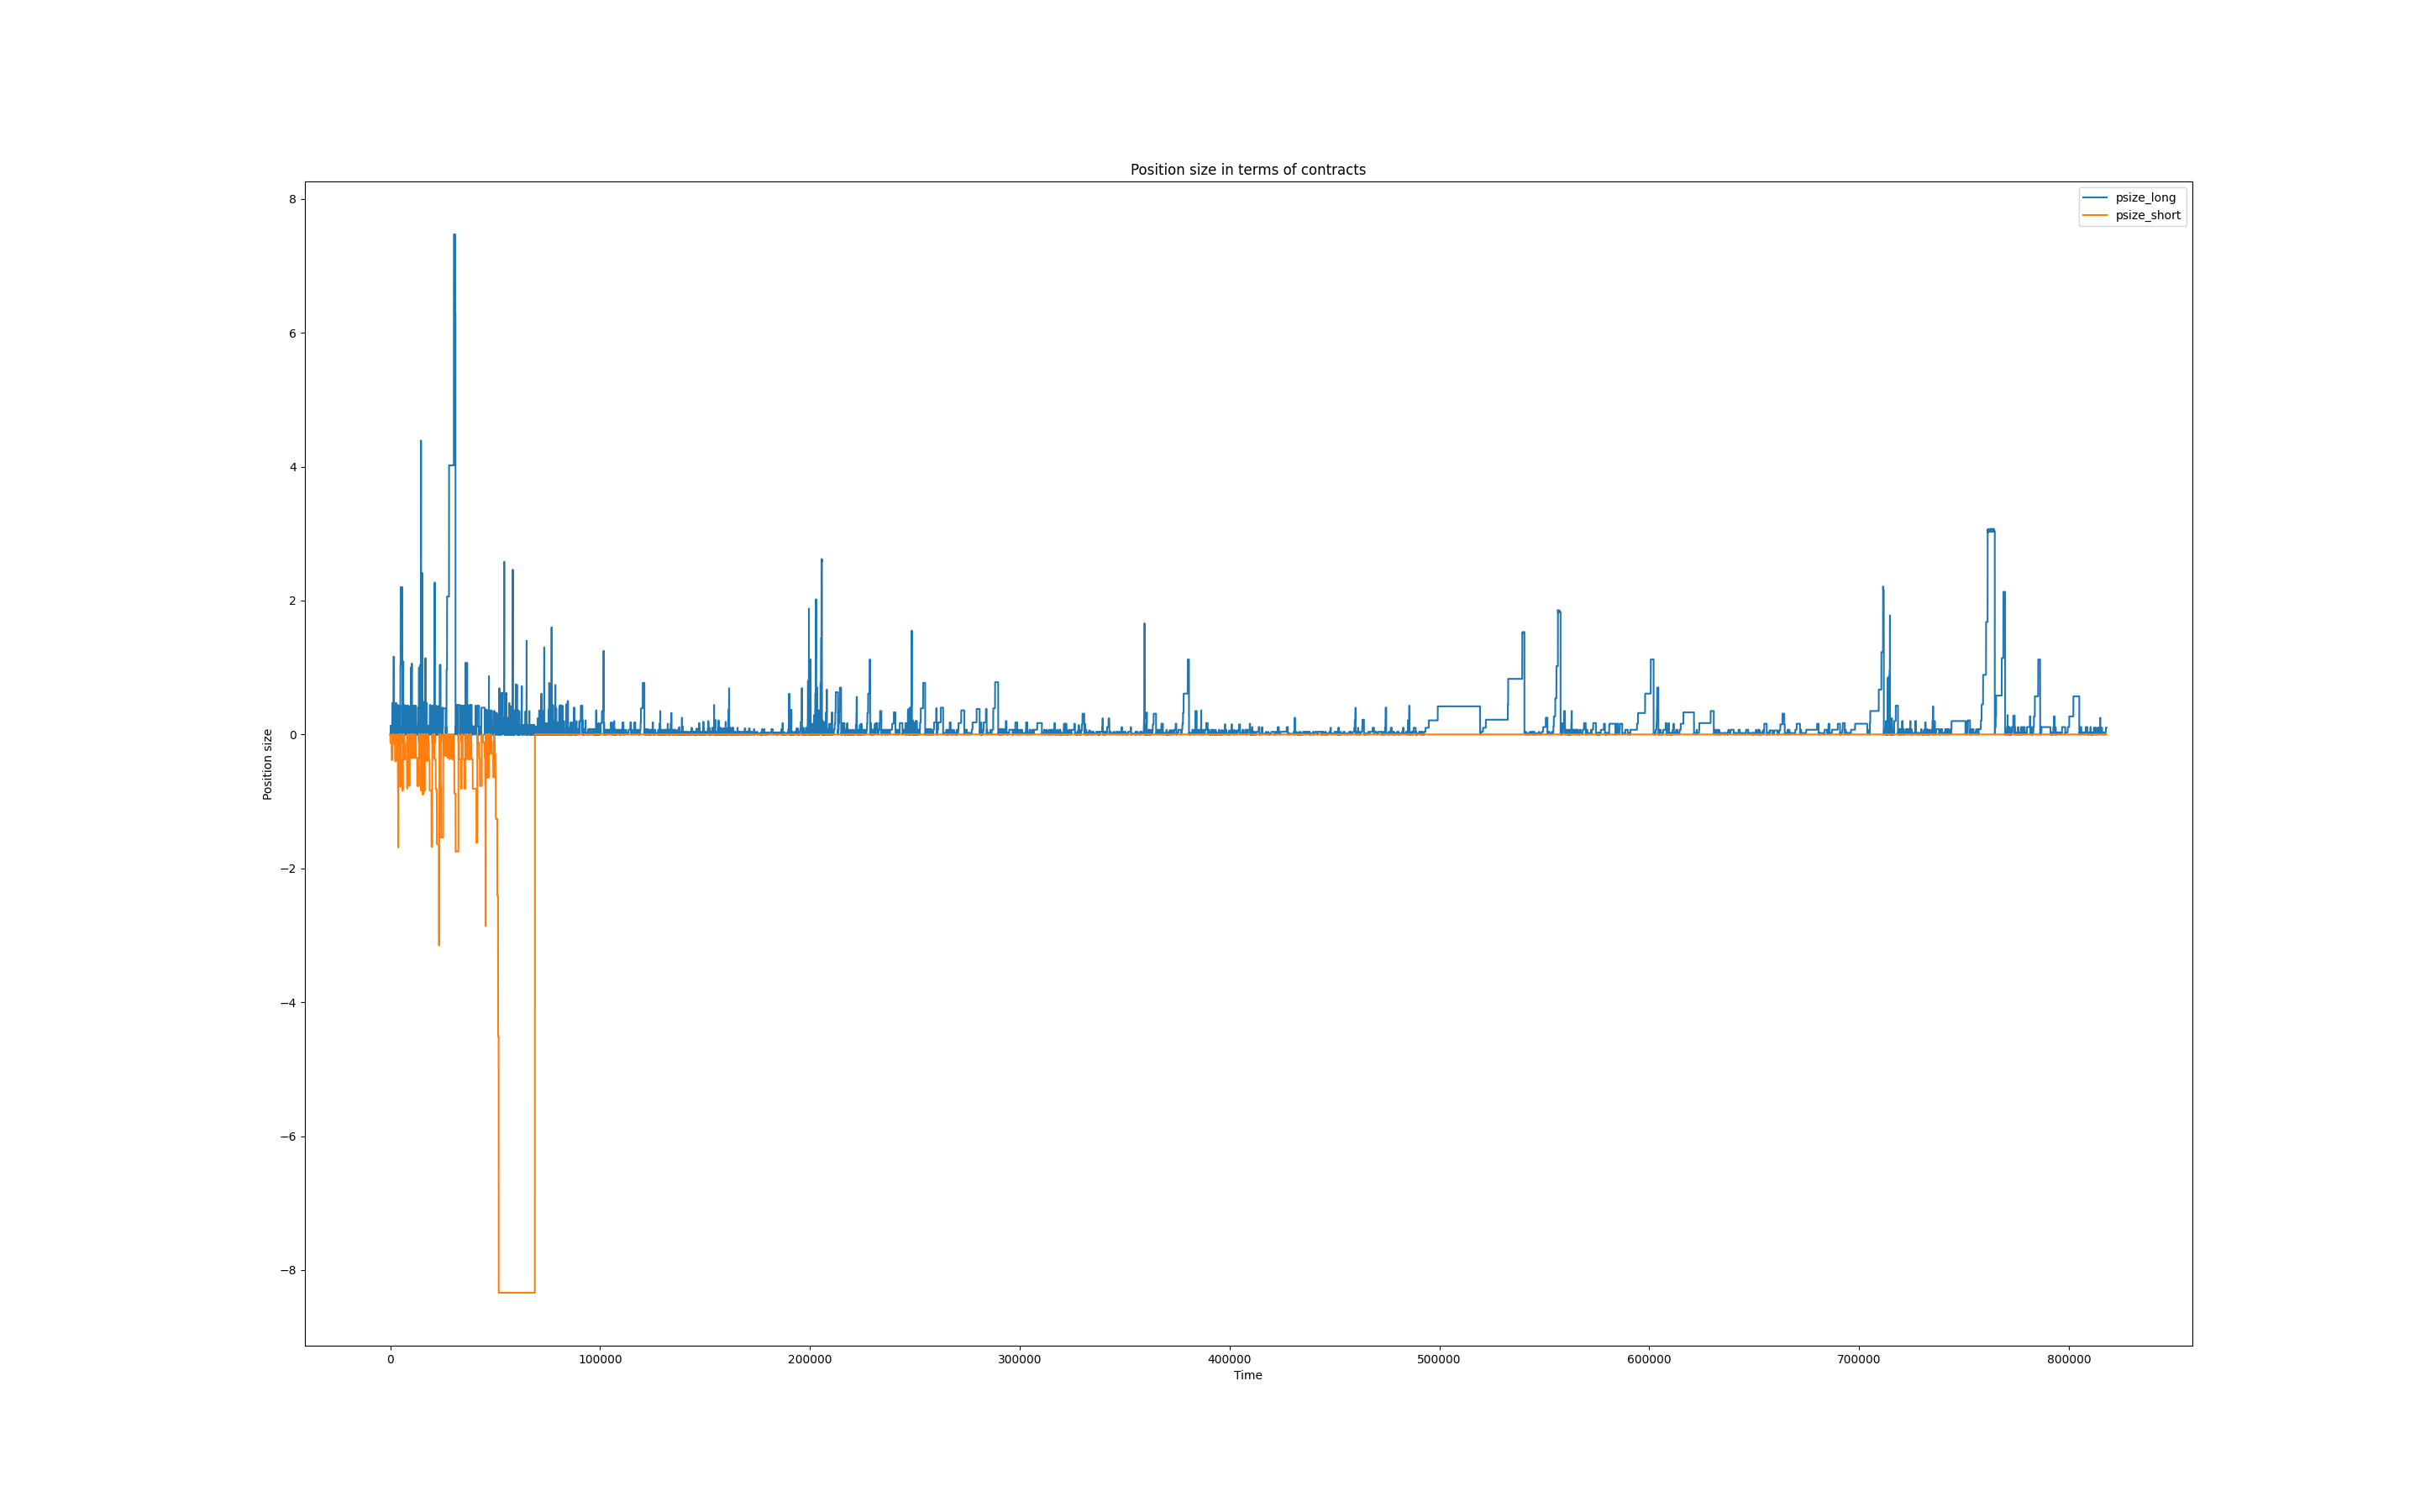 Position size in terms of contracts
psize_long
psize_short
8
6
4
2
0
−2
−4
−6
−8
Position size
0 100000 200000 300000 400000 500000 600000 700000 800000
Time